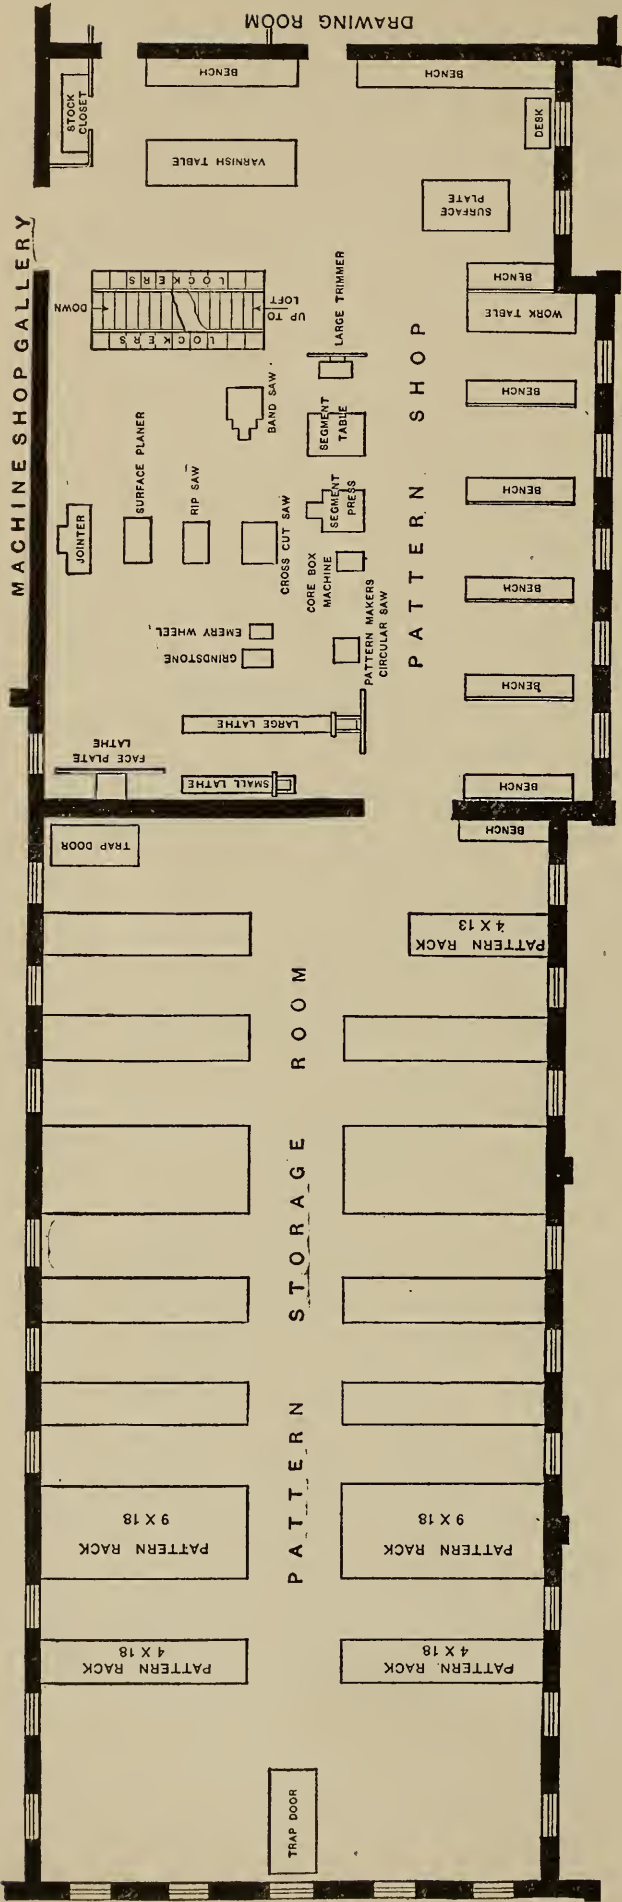 DRAWING ROOM
STOCK
CLOSET
BENCH
BENCH
DESK
VARNISH TABLE
SURFACE
PLATE
MACHINE SHOP GALLERY
LOCKERS
DOWN
UP TO
LOFT
LOCKERS
LARGE TRIMMER
BENCH
WORK TABLE
BAND SAW
SEGMENT
TABLE
BENCH
PATTERN SHOP
SURFACE PLANER
RIP SAW
JOINTER
CROSS CUT SAW
SEGMENT
PRESS
BENCH
CORE BOX
MACHINE
BENCH
EMERY WHEEL
GRINDSTONE
PATTERN MAKERS
CIRCULAR SAW
BENCH
LARGE LATHE
FACE PLATE
LATHE
SMALL LATHE
BENCH
BENCH
TRAP DOOR
PATTERN RACK
4 X 13
PATTERN STORAGE ROOM
PATTERN RACK
9 X 18
PATTERN RACK
9 X 18
PATTERN RACK
4 X 18
PATTERN RACK
4 X 18
TRAP DOOR